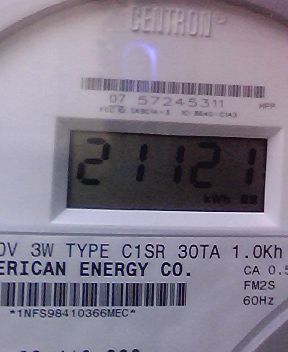 CENTRON
07 57245311 MPP
21121
kWh
0V 3W TYPE C1SR 30TA 1.0Kh
ERICAN ENERGY CO.
CA 0.5
FM2S
60Hz
*1NFS98410366MEC*